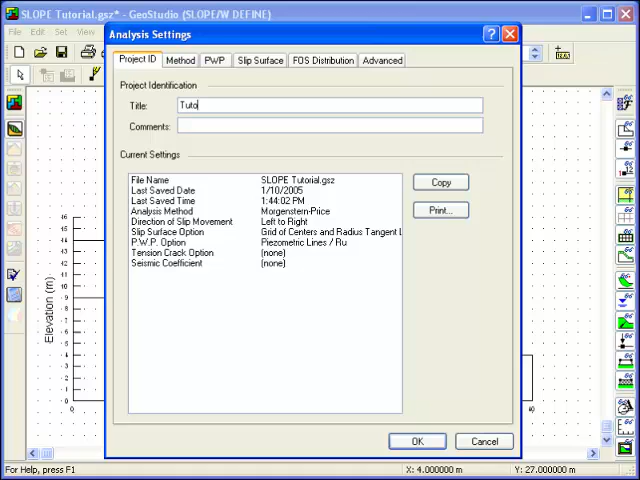 SLOPE Tutorial.gsz* - GeoStudio (SLOPE/W DEFINE)
File
Analysis Settings
Project ID Method PWP Slip Surface FOS Distribution Advanced
Project Identification
Title: Tuto
Comments:
Current Settings
File Name SLOPE Tutorial.gsz
Last Saved Date 1/10/2005
Last Saved Time 1:44:02 PM
Analysis Method Morgenstern-Price
Direction of Slip Movement Left to Right
Slip Surface Option Grid of Centers and Radius Tangent L
P.W.P. Option Piezometric Lines / Ru
Tension Crack Option (none)
Seismic Coefficient (none)
Copy
Print...
OK Cancel
Elevation (m)
46
14
13
12
11
10
9
8
7
6
5
4
3
2
1
0
0
For Help, press F1 X: 4.000000 m Y: 27.000000 m